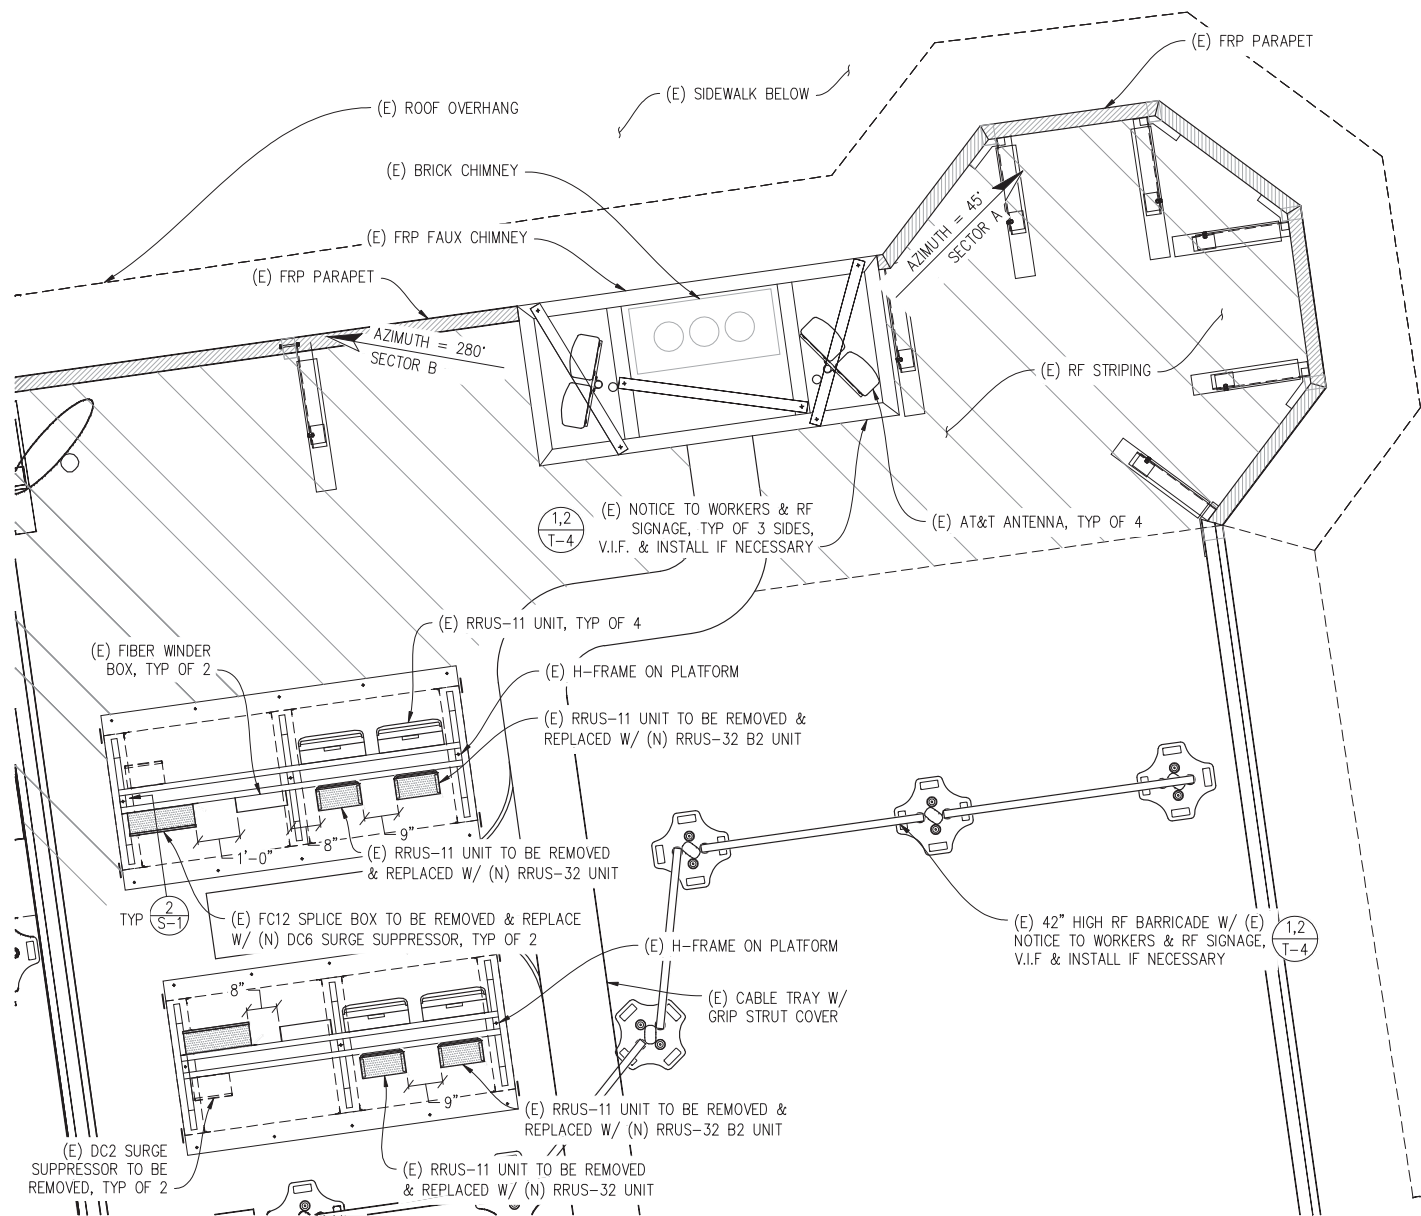 (E) FRP PARAPET
(E) SIDEWALK BELOW
(E) ROOF OVERHANG
(E) BRICK CHIMNEY
(E) FRP FAUX CHIMNEY
(E) FRP PARAPET
AZIMUTH = 45°
SECTOR A
AZIMUTH = 280°
SECTOR B
(E) RF STRIPING
1,2
T-4
(E) NOTICE TO WORKERS & RF
SIGNAGE, TYP OF 3 SIDES,
V.I.F. & INSTALL IF NECESSARY
(E) AT&T ANTENNA, TYP OF 4
(E) RRUS-11 UNIT, TYP OF 4
(E) FIBER WINDER
BOX, TYP OF 2
(E) H-FRAME ON PLATFORM
(E) RRUS-11 UNIT TO BE REMOVED &
REPLACED W/ (N) RRUS-32 B2 UNIT
1'-0"
8"
9"
(E) RRUS-11 UNIT TO BE REMOVED
& REPLACED W/ (N) RRUS-32 UNIT
TYP
2
S-1
(E) FC12 SPLICE BOX TO BE REMOVED & REPLACE
W/ (N) DC6 SURGE SUPPRESSOR, TYP OF 2
(E) H-FRAME ON PLATFORM
(E) 42" HIGH RF BARRICADE W/ (E)
NOTICE TO WORKERS & RF SIGNAGE,
V.I.F & INSTALL IF NECESSARY
1,2
T-4
8"
(E) CABLE TRAY W/
GRIP STRUT COVER
9"
(E) RRUS-11 UNIT TO BE REMOVED &
REPLACED W/ (N) RRUS-32 B2 UNIT
(E) DC2 SURGE
SUPPRESSOR TO BE
REMOVED, TYP OF 2
(E) RRUS-11 UNIT TO BE REMOVED
& REPLACED W/ (N) RRUS-32 UNIT